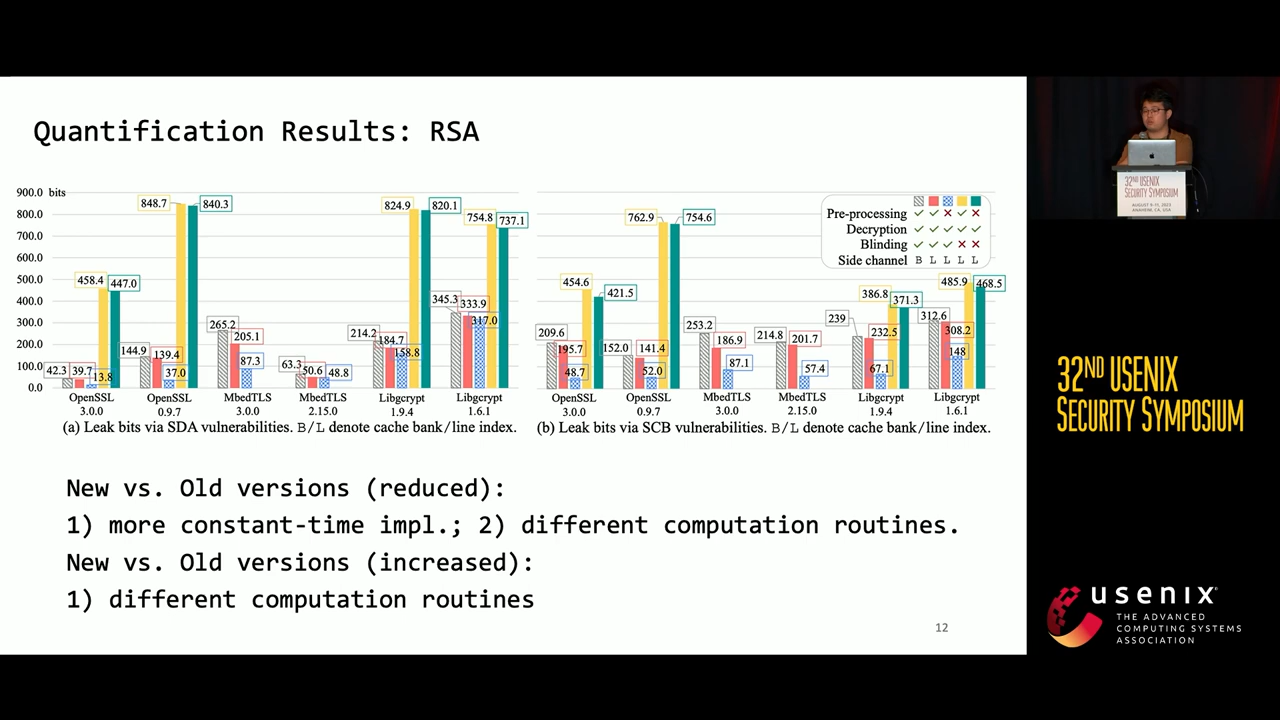 Quantification Results: RSA
900.0 bits
800.0
700.0
600.0
500.0
400.0
300.0
200.0
100.0
0.0
42.3 39.7 13.8 458.4 447.0
144.9 139.4 37.0 848.7 840.3
265.2 205.1 87.3
63.3 50.6 48.8
214.2 184.7 158.8 824.9 820.1
345.3 333.9 317.0 754.8 737.1
OpenSSL OpenSSL MbedTLS MbedTLS Libgcrypt Libgcrypt
3.0.0 0.9.7 3.0.0 2.15.0 1.9.4 1.6.1
(a) Leak bits via SDA vulnerabilities. B/L denote cache bank/line index.
Pre-processing ✓ ✓ ✕ ✓ ✕
Decryption ✓ ✓ ✓ ✓ ✓
Blinding ✓ ✓ ✓ ✕ ✕
Side channel B L L L L
209.6 195.7 48.7 454.6 421.5
152.0 141.4 52.0 762.9 754.6
253.2 186.9 87.1
214.8 201.7 57.4
239 232.5 67.1 386.8 371.3
312.6 308.2 148 485.9 468.5
OpenSSL OpenSSL MbedTLS MbedTLS Libgcrypt Libgcrypt
3.0.0 0.9.7 3.0.0 2.15.0 1.9.4 1.6.1
(b) Leak bits via SCB vulnerabilities. B/L denote cache bank/line index.
New vs. Old versions (reduced):
1) more constant-time impl.; 2) different computation routines.
New vs. Old versions (increased):
1) different computation routines
12
32ND USENIX
SECURITY SYMPOSIUM
AUGUST 9–11, 2023
ANAHEIM, CA, USA
32ND USENIX
SECURITY SYMPOSIUM
usenix
THE ADVANCED
COMPUTING SYSTEMS
ASSOCIATION